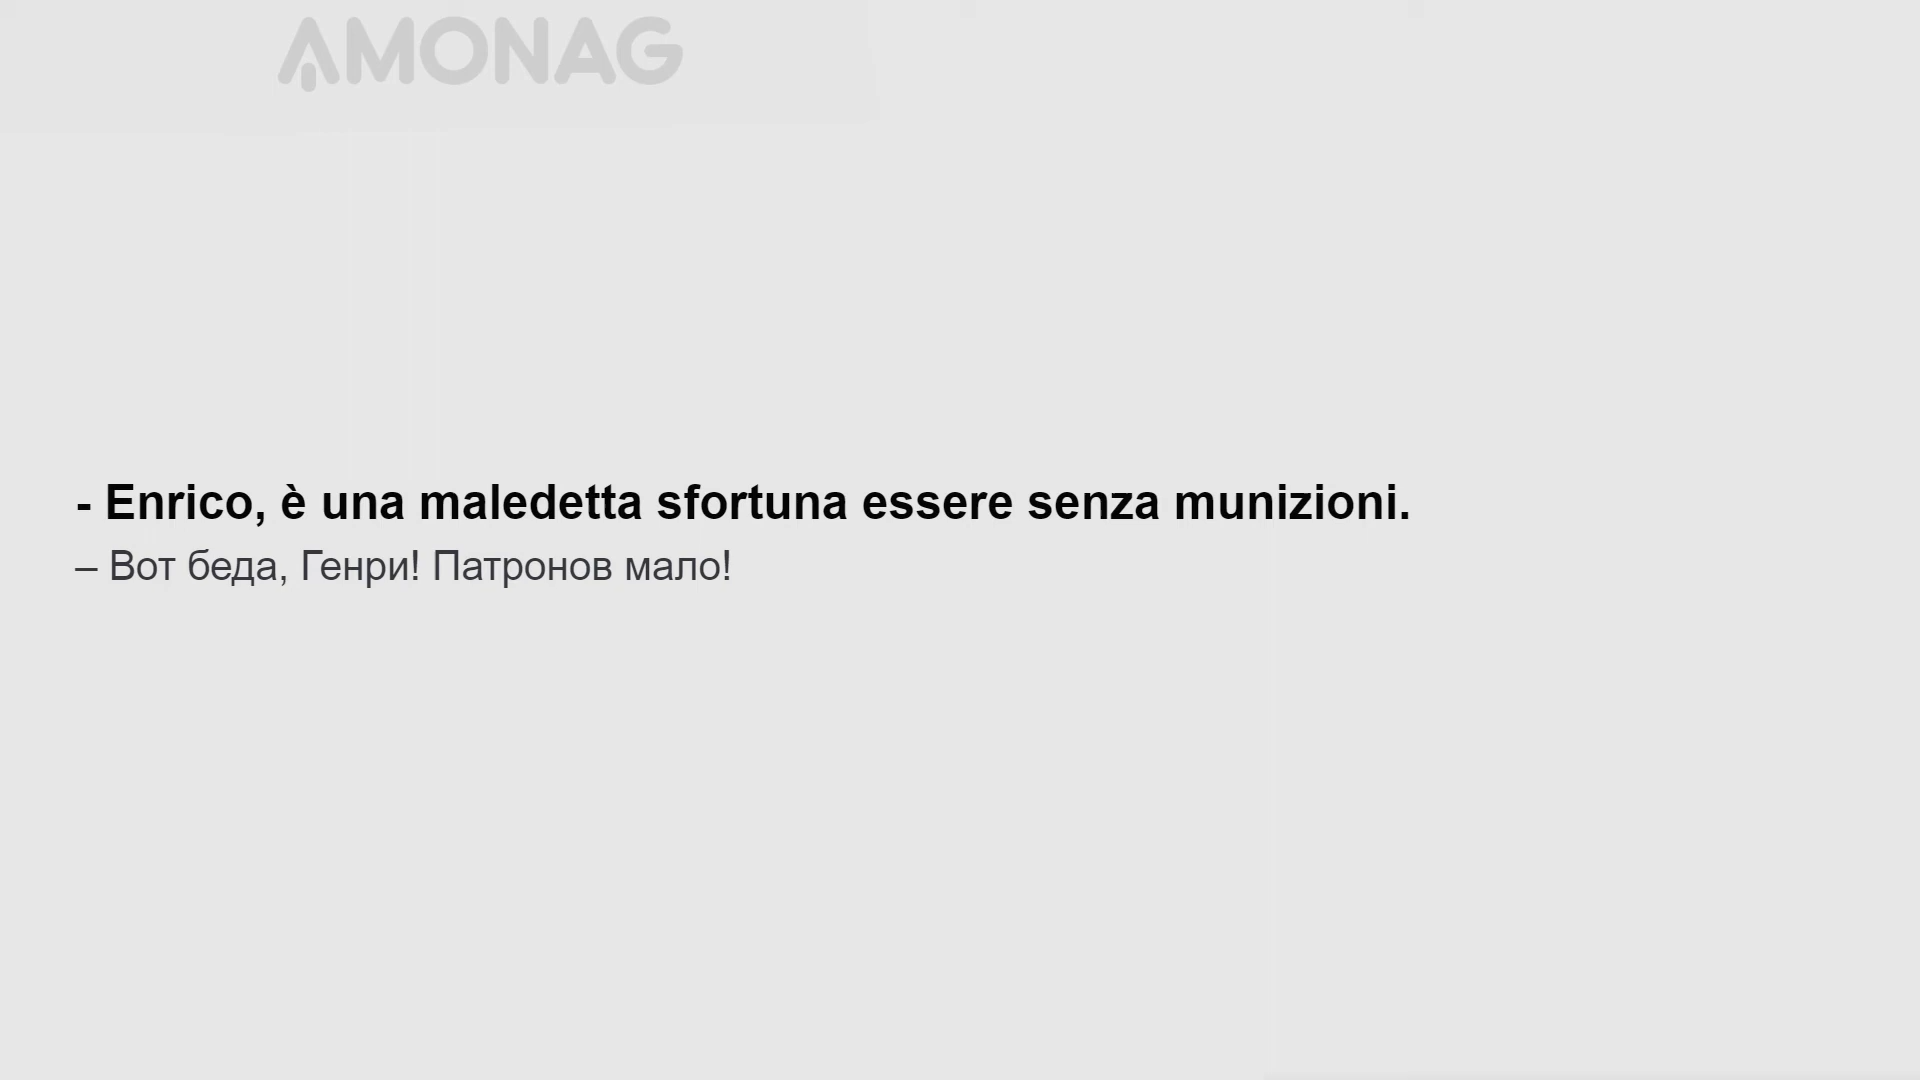 AMONAG
- Enrico, è una maledetta sfortuna essere senza munizioni.
– Вот беда, Генри! Патронов мало!